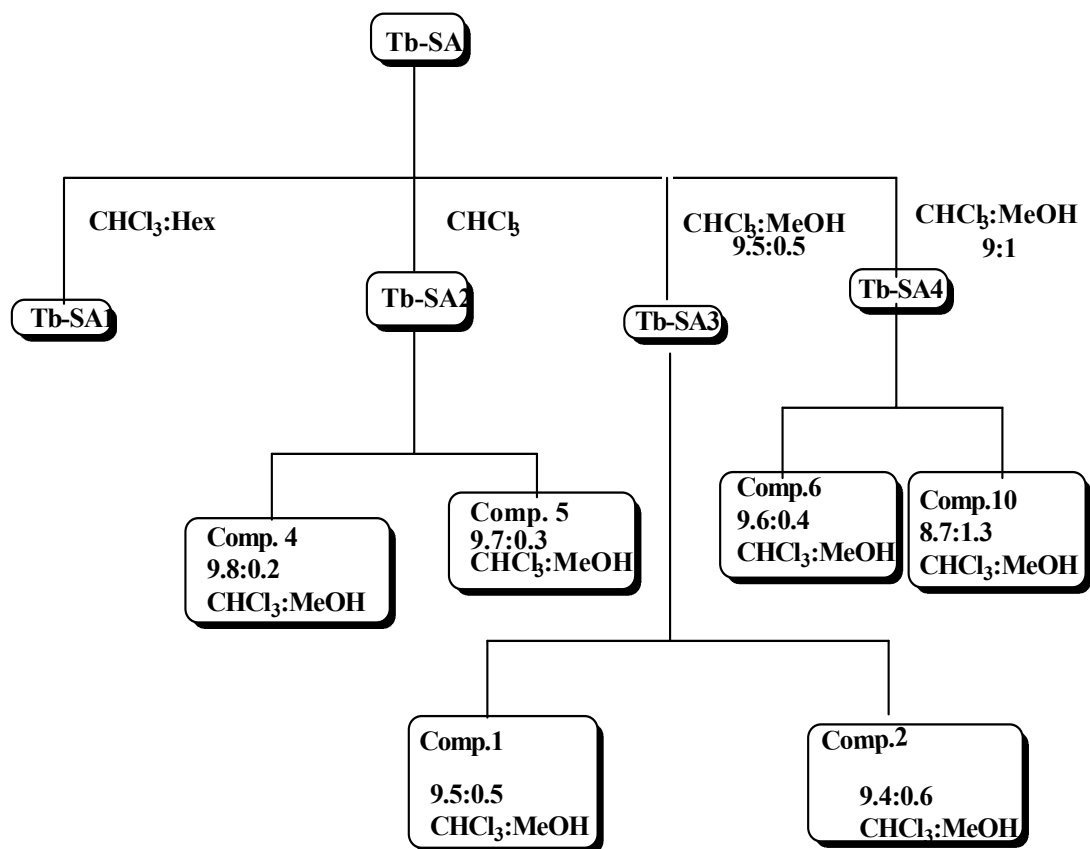 Tb-SA
CHCl₃:Hex
CHCl₃
CHCl₃:MeOH
9.5:0.5
CHCl₃:MeOH
9:1
Tb-SA1
Tb-SA2
Tb-SA3
Tb-SA4
Comp. 4
9.8:0.2
CHCl₃:MeOH
Comp. 5
9.7:0.3
CHCl₃:MeOH
Comp.6
9.6:0.4
CHCl₃:MeOH
Comp.10
8.7:1.3
CHCl₃:MeOH
Comp.1
9.5:0.5
CHCl₃:MeOH
Comp.2
9.4:0.6
CHCl₃:MeOH